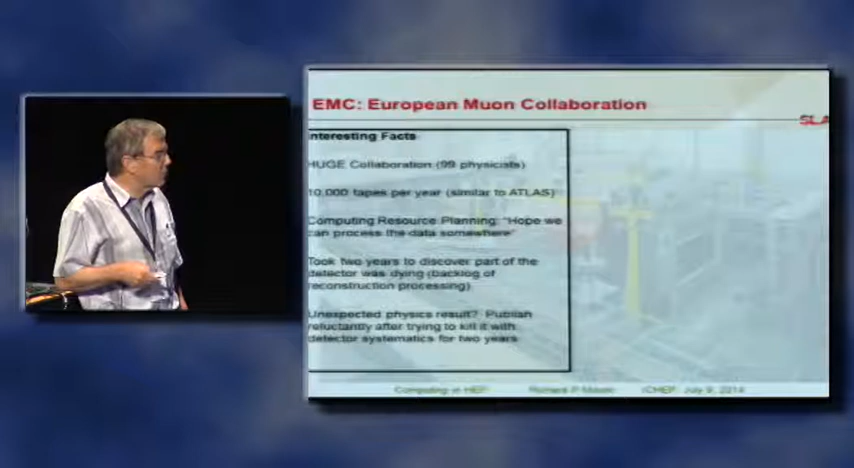 EMC: European Muon Collaboration
SLA
nteresting Facts
HUGE Collaboration (99 physicists)
10,000 tapes per year (similar to ATLAS)
Computing Resource Planning: "Hope we
can process the data somewhere"
Took two years to discover part of the
detector was dying (backlog of
reconstruction processing)
Unexpected physics result? Publish
reluctantly after trying to kill it with
detector systematics for two years
Computing in HEP
Richard P Mount
ICHEP July 9, 2014